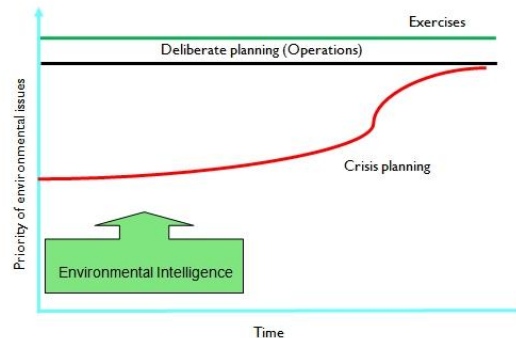 Exercises
Deliberate planning (Operations)
Priority of environmental issues
Crisis planning
Environmental Intelligence
Time